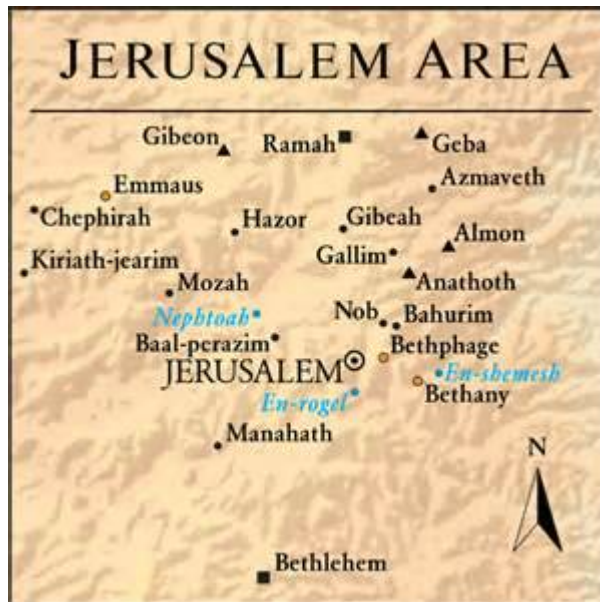 JERUSALEM AREA
Gibeon
Ramah
Geba
Emmaus
Azmaveth
Chephirah
Hazor
Gibeah
Almon
Gallim
Kiriath-jearim
Mozah
Anathoth
Nephtoah
Nob
Bahurim
Baal-perazim
Bethphage
JERUSALEM
En-shemesh
En-rogel
Bethany
Manahath
N
Bethlehem